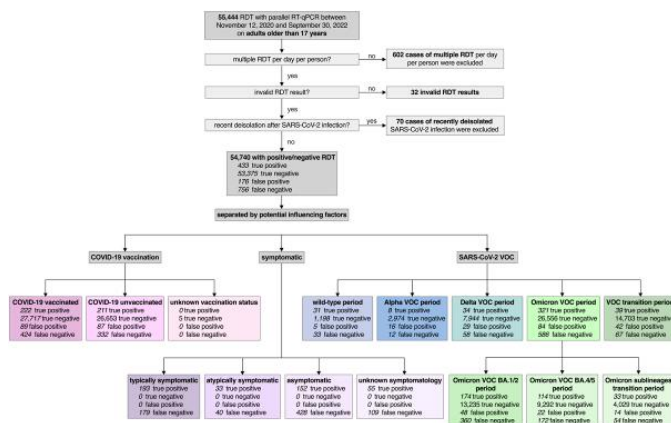 55,444 RDT with parallel RT-qPCR between
November 12, 2020 and September 30, 2022
on adults older than 17 years
multiple RDT per day per person?
no
602 cases of multiple RDT per day
per person were excluded
yes
invalid RDT result?
no
32 invalid RDT results
yes
recent deisolation after SARS-CoV-2 infection?
yes
70 cases of recently deisolated
SARS-CoV-2 infection were excluded
no
54,740 with positive/negative RDT
433 true positive
53,375 true negative
176 false positive
756 false negative
separated by potential influencing factors
COVID-19 vaccination
symptomatic
SARS-CoV-2 VOC
COVID-19 vaccinated
222 true positive
27,717 true negative
89 false positive
424 false negative
COVID-19 unvaccinated
211 true positive
26,653 true negative
87 false positive
332 false negative
unknown vaccination status
0 true positive
5 true negative
0 false positive
0 false negative
wild-type period
31 true positive
1,198 true negative
5 false positive
33 false negative
Alpha VOC period
8 true positive
2,974 true negative
16 false positive
12 false negative
Delta VOC period
34 true positive
7,944 true negative
29 false positive
58 false negative
Omicron VOC period
321 true positive
26,556 true negative
84 false positive
586 false negative
VOC transition period
39 true positive
14,703 true negative
42 false positive
67 false negative
typically symptomatic
193 true positive
0 true negative
0 false positive
179 false negative
atypically symptomatic
33 true positive
0 true negative
0 false positive
40 false negative
asymptomatic
152 true positive
0 true negative
0 false positive
428 false negative
unknown symptomatology
55 true positive
0 true negative
0 false positive
109 false negative
Omicron VOC BA.1/2
period
174 true positive
13,235 true negative
48 false positive
360 false negative
Omicron VOC BA.4/5
period
114 true positive
9,292 true negative
22 false positive
172 false negative
Omicron sublineages
transition period
33 true positive
4,029 true negative
14 false positive
54 false negative